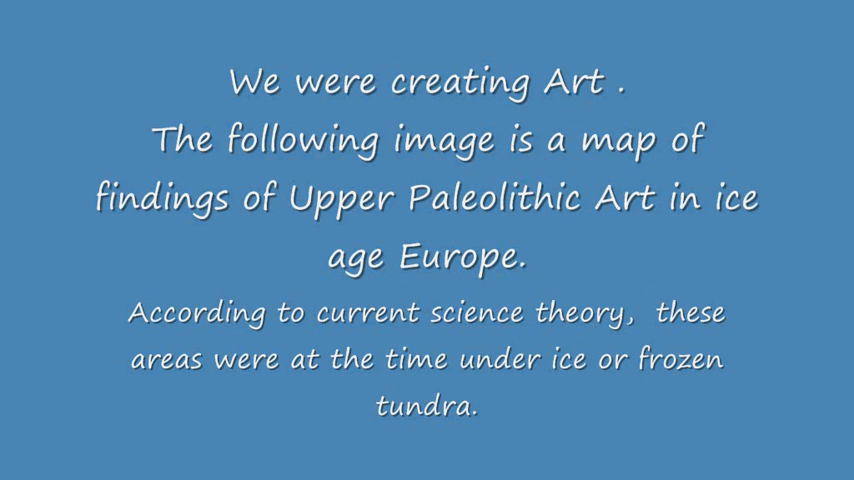 We were creating Art .
The following image is a map of
findings of Upper Paleolithic Art in ice
age Europe.
According to current science theory, these
areas were at the time under ice or frozen
tundra.